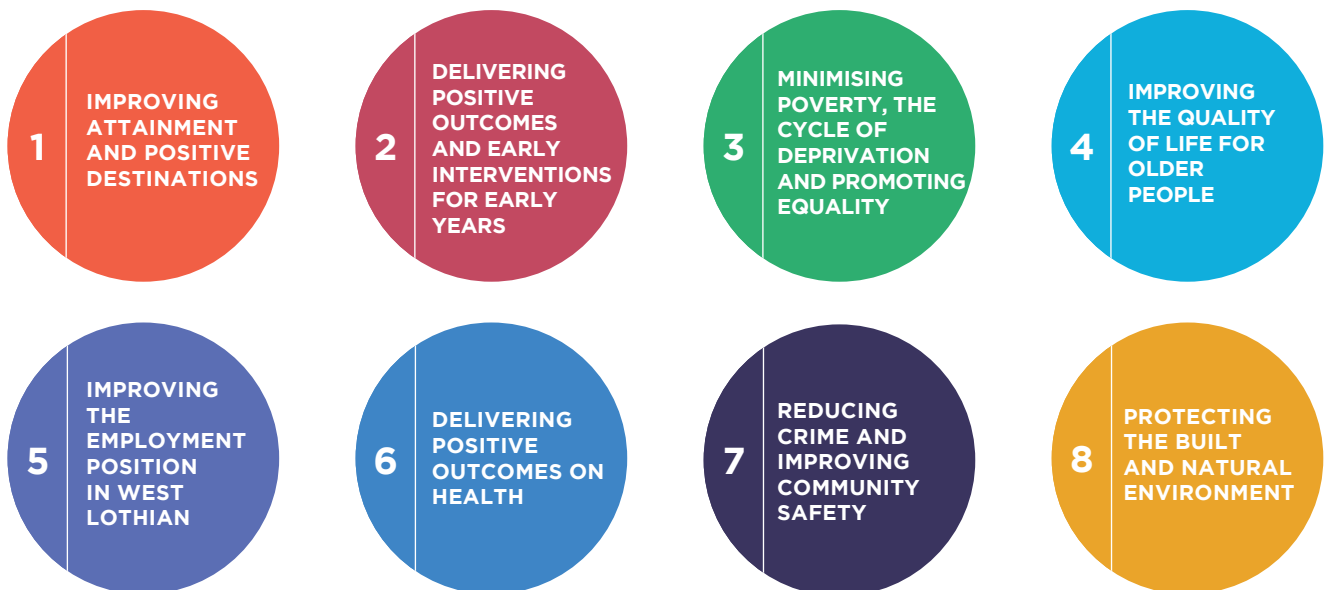 1
IMPROVING
ATTAINMENT
AND POSITIVE
DESTINATIONS
2
DELIVERING
POSITIVE
OUTCOMES
AND EARLY
INTERVENTIONS
FOR EARLY
YEARS
3
MINIMISING
POVERTY, THE
CYCLE OF
DEPRIVATION
AND PROMOTING
EQUALITY
4
IMPROVING
THE QUALITY
OF LIFE FOR
OLDER
PEOPLE
5
IMPROVING
THE
EMPLOYMENT
POSITION
IN WEST
LOTHIAN
6
DELIVERING
POSITIVE
OUTCOMES ON
HEALTH
7
REDUCING
CRIME AND
IMPROVING
COMMUNITY
SAFETY
8
PROTECTING
THE BUILT
AND NATURAL
ENVIRONMENT